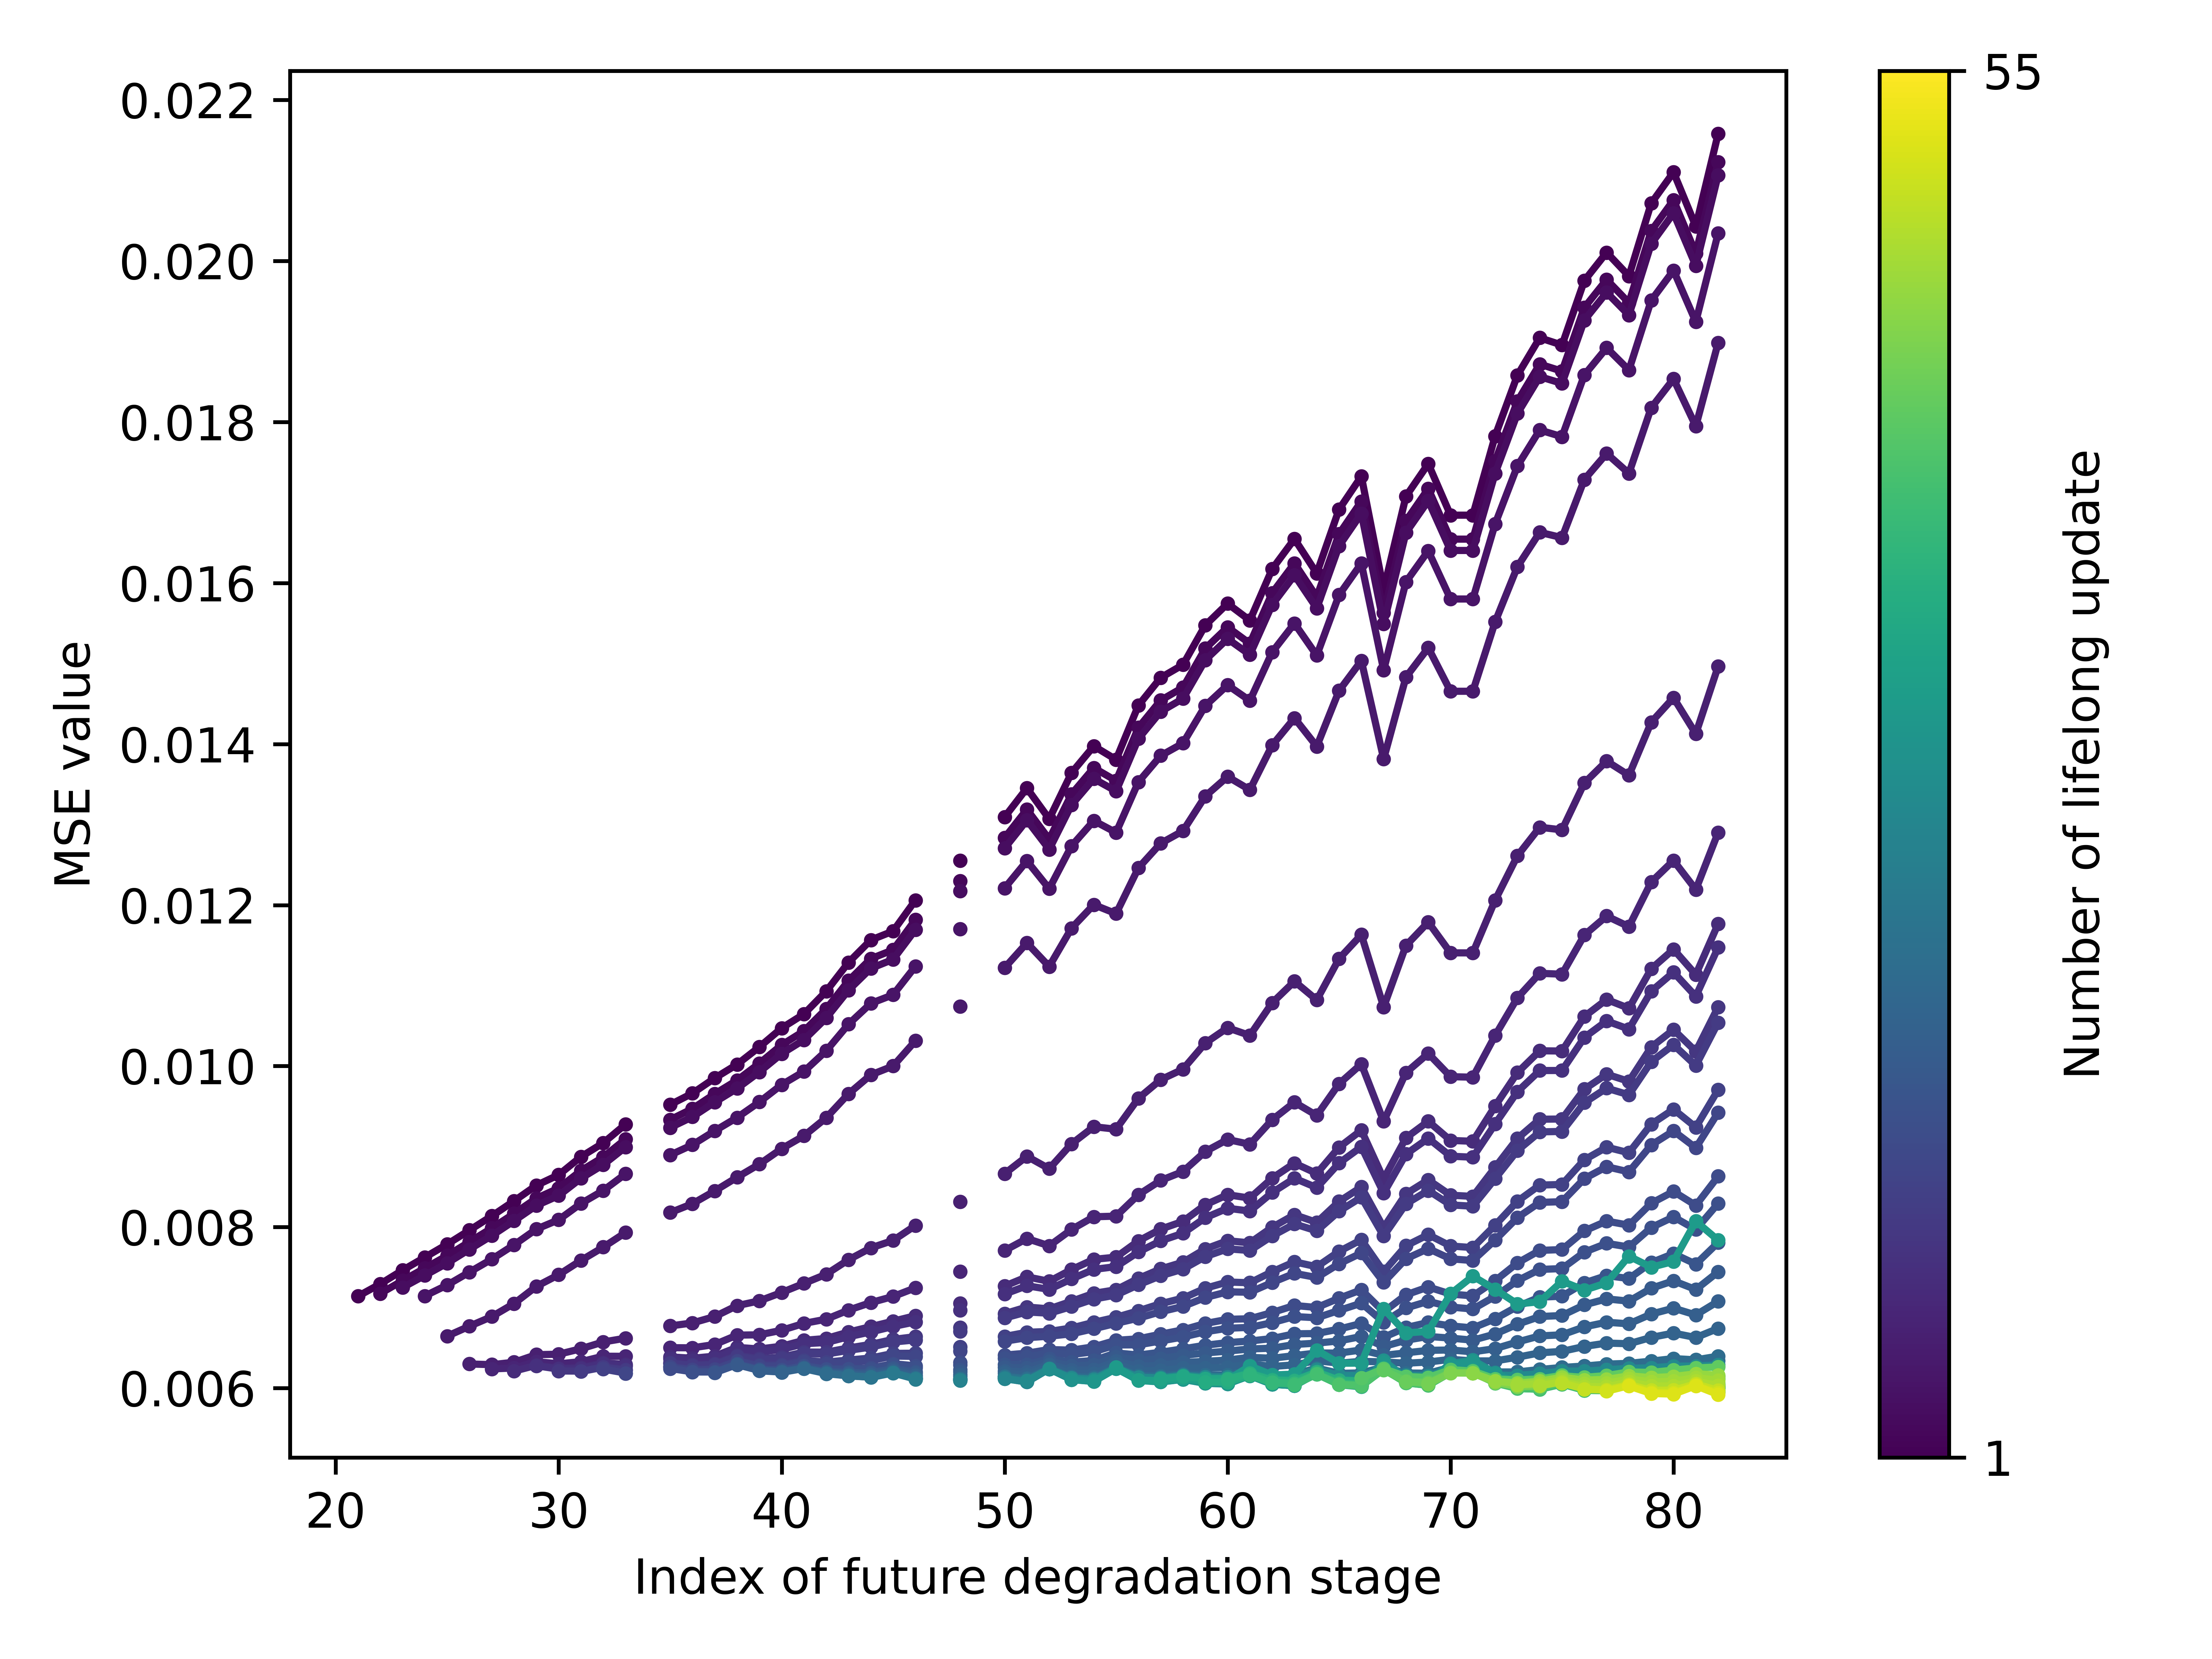 0.022
0.020
0.018
0.016
0.014
0.012
0.010
0.008
0.006
MSE value
20 30 40 50 60 70 80
Index of future degradation stage
55
1
Number of lifelong update